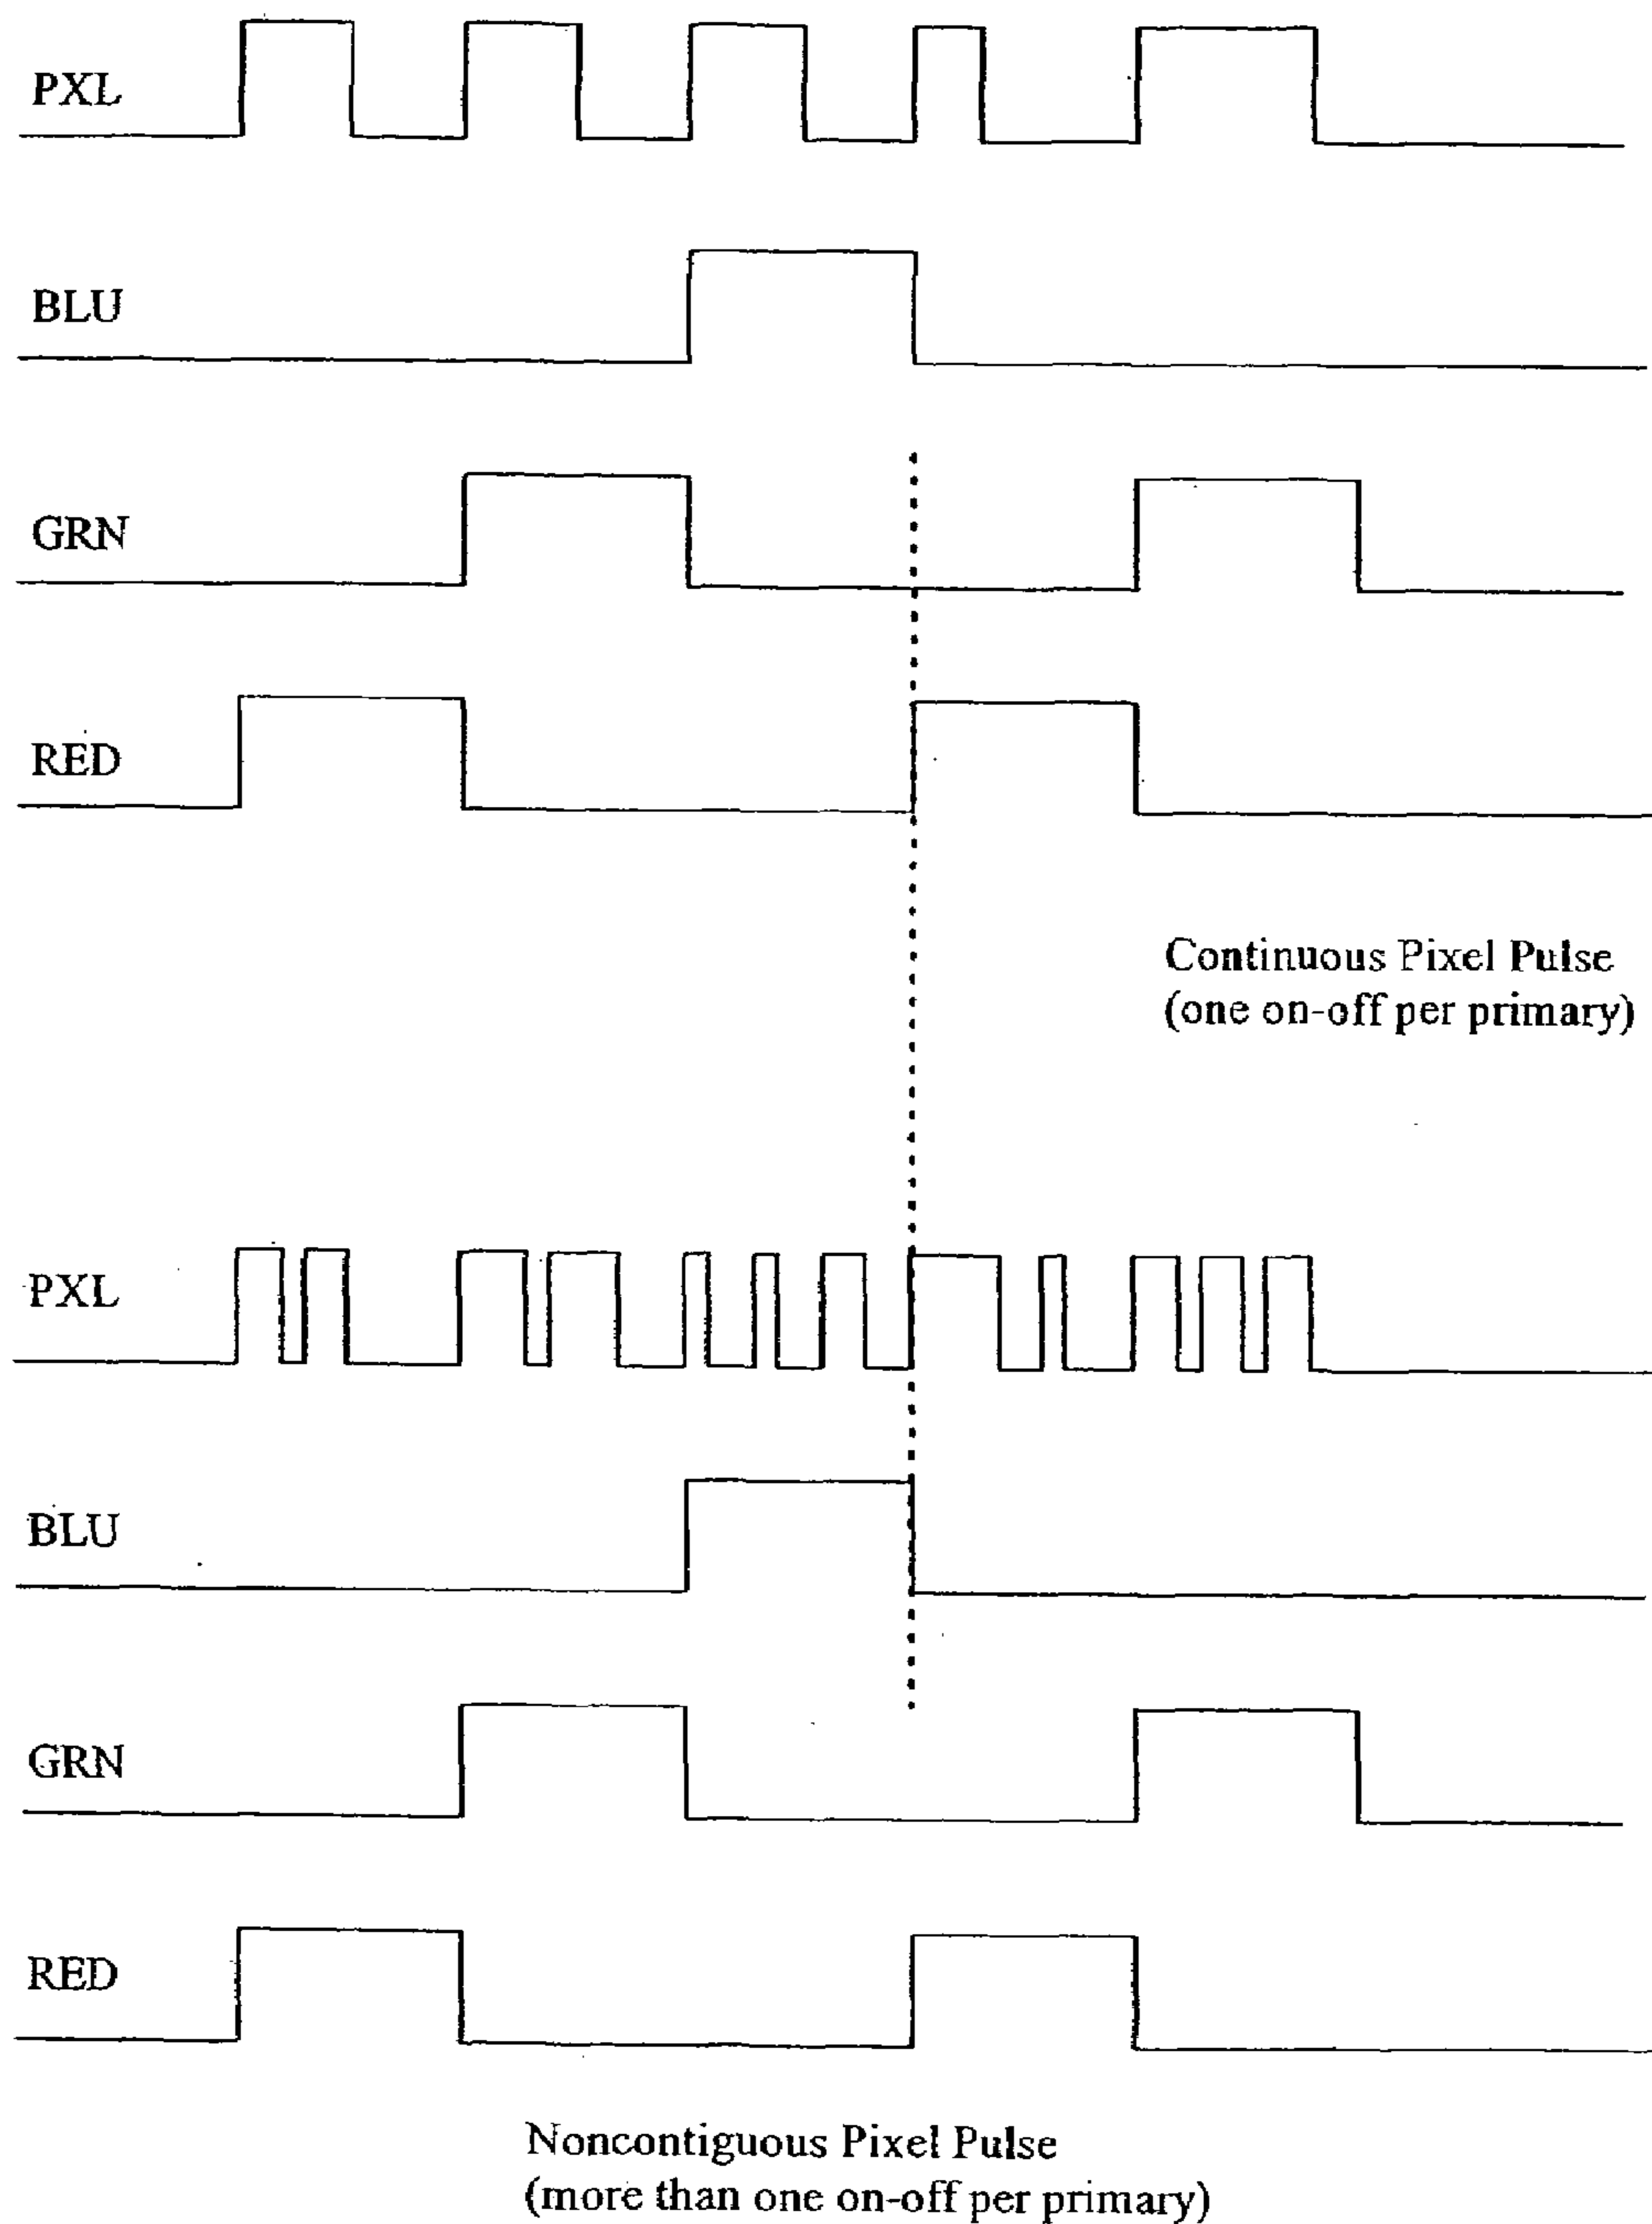 PXL
BLU
GRN
RED
Continuous Pixel Pulse
(one on-off per primary)
PXL
BLU
GRN
RED
Noncontiguous Pixel Pulse
(more than one on-off per primary)